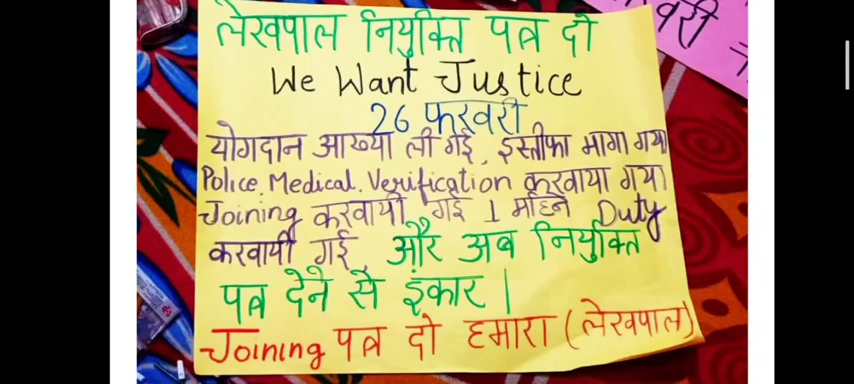 लेखपाल नियुक्ति पत्र दो
We Want Justice
26 फरवरी
योगदान आख्या ली गई, इस्तीफा मागा गया
Police, Medical, Verification करवाया गया
Joining करवायी गई 1 महिने Duty
करवायी गई, और अब नियुक्ति
पत्र देने से इंकार |
Joining पत्र दो हमारा (लेखपाल)